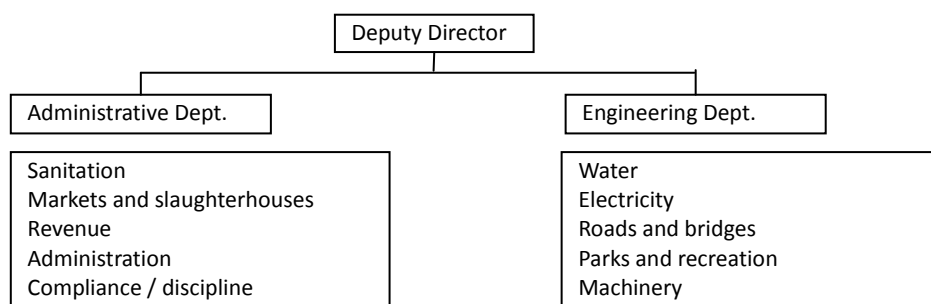 Deputy Director
Administrative Dept.
Engineering Dept.
Sanitation
Markets and slaughterhouses
Revenue
Administration
Compliance / discipline
Water
Electricity
Roads and bridges
Parks and recreation
Machinery